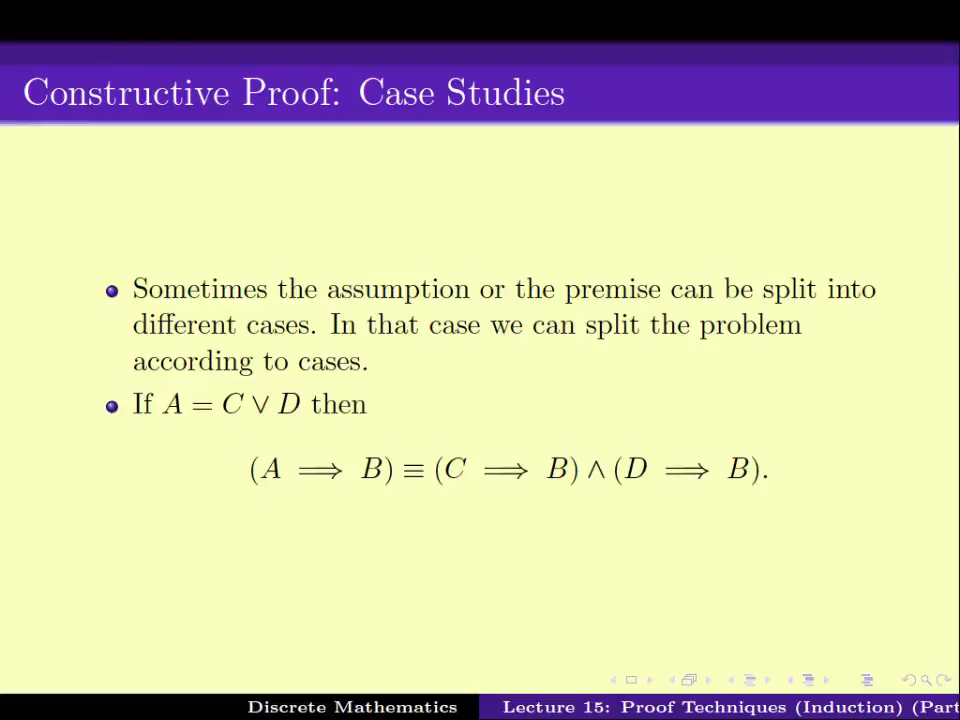 Constructive Proof: Case Studies
Sometimes the assumption or the premise can be split into
different cases. In that case we can split the problem
according to cases.
If A = C ∨ D then
(A ⟹ B) ≡ (C ⟹ B) ∧ (D ⟹ B).
Discrete Mathematics
Lecture 15: Proof Techniques (Induction) (Part